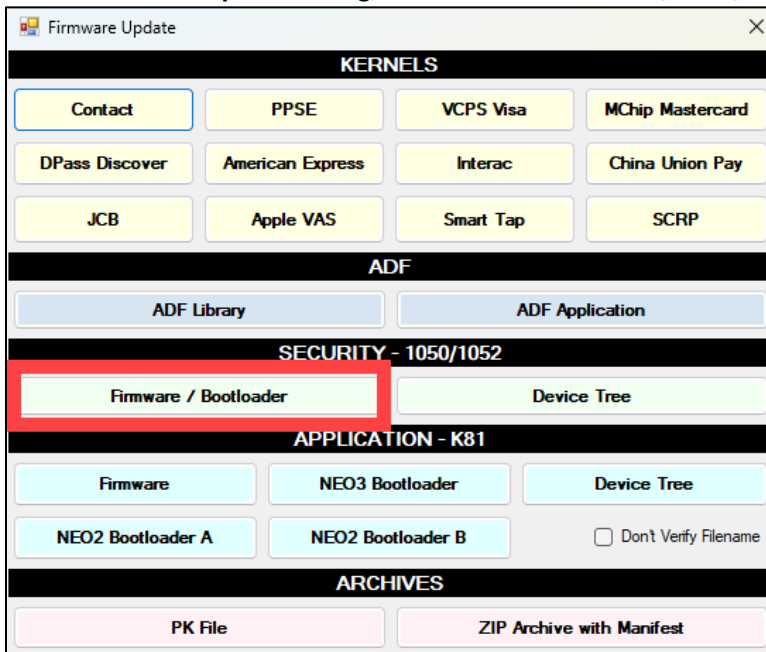 Firmware Update
KERNELS
Contact PPSE VCPS Visa MChip Mastercard
DPass Discover American Express Interac China Union Pay
JCB Apple VAS Smart Tap SCRP
ADF
ADF Library ADF Application
SECURITY - 1050/1052
Firmware / Bootloader Device Tree
APPLICATION - K81
Firmware NEO3 Bootloader Device Tree
NEO2 Bootloader A NEO2 Bootloader B Don't Verify Filename
ARCHIVES
PK File ZIP Archive with Manifest